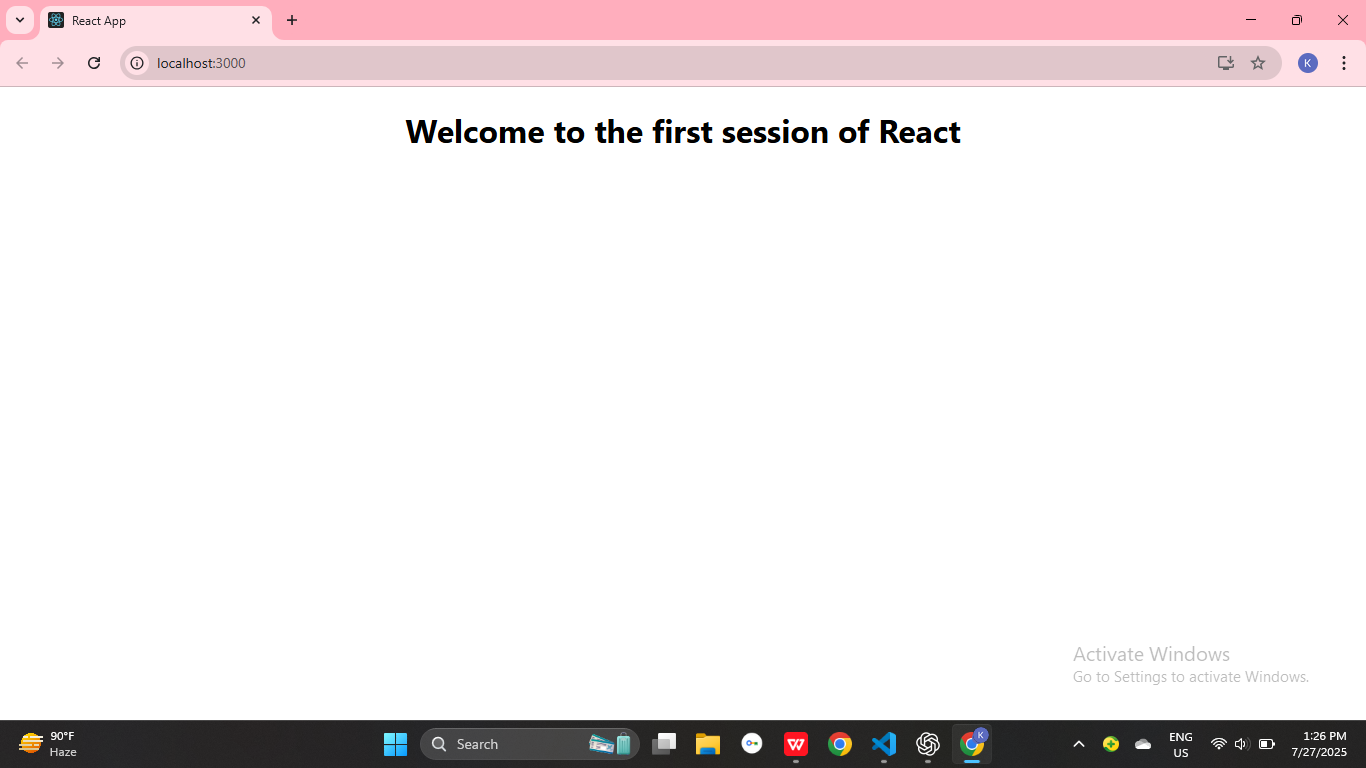 React App
localhost:3000
K
Welcome to the first session of React
Activate Windows
Go to Settings to activate Windows.
90°F
Haze
Search
W
K
ENG
US
1:26 PM
7/27/2025